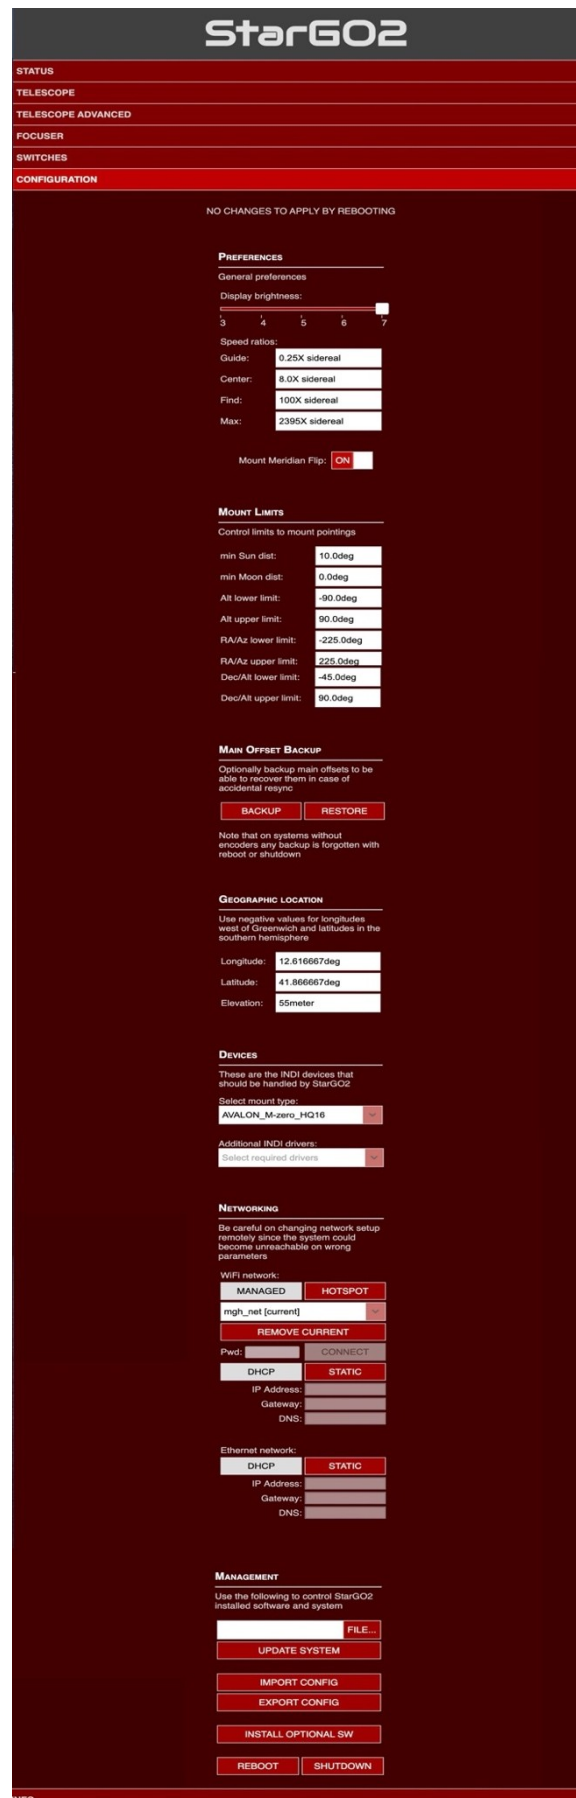 StarGO2
STATUS
TELESCOPE
TELESCOPE ADVANCED
FOCUSER
SWITCHES
CONFIGURATION
NO CHANGES TO APPLY BY REBOOTING
PREFERENCES
General preferences
Display brightness:
3 4 5 6 7
Speed ratios:
Guide: 0.25X sidereal
Center: 8.0X sidereal
Find: 100X sidereal
Max: 2395X sidereal
Mount Meridian Flip: ON
MOUNT LIMITS
Control limits to mount pointings
min Sun dist: 10.0deg
min Moon dist: 0.0deg
Alt lower limit: -90.0deg
Alt upper limit: 90.0deg
RA/Az lower limit: -225.0deg
RA/Az upper limit: 225.0deg
Dec/Alt lower limit: -45.0deg
Dec/Alt upper limit: 90.0deg
MAIN OFFSET BACKUP
Optionally backup main offsets to be
able to recover them in case of
accidental resync
BACKUP RESTORE
Note that on systems without
encoders any backup is forgotten with
reboot or shutdown
GEOGRAPHIC LOCATION
Use negative values for longitudes
west of Greenwich and latitudes in the
southern hemisphere
Longitude: 12.616667deg
Latitude: 41.866667deg
Elevation: 55meter
DEVICES
These are the INDI devices that
should be handled by StarGO2
Select mount type:
AVALON_M-zero_HQ16
Additional INDI drivers:
Select required drivers
NETWORKING
Be careful on changing network setup
remotely since the system could
become unreachable on wrong
parameters
WiFi network:
MANAGED HOTSPOT
mgh_net [current]
REMOVE CURRENT
Pwd: CONNECT
DHCP STATIC
IP Address:
Gateway:
DNS:
Ethernet network:
DHCP STATIC
IP Address:
Gateway:
DNS:
MANAGEMENT
Use the following to control StarGO2
installed software and system
FILE...
UPDATE SYSTEM
IMPORT CONFIG
EXPORT CONFIG
INSTALL OPTIONAL SW
REBOOT SHUTDOWN